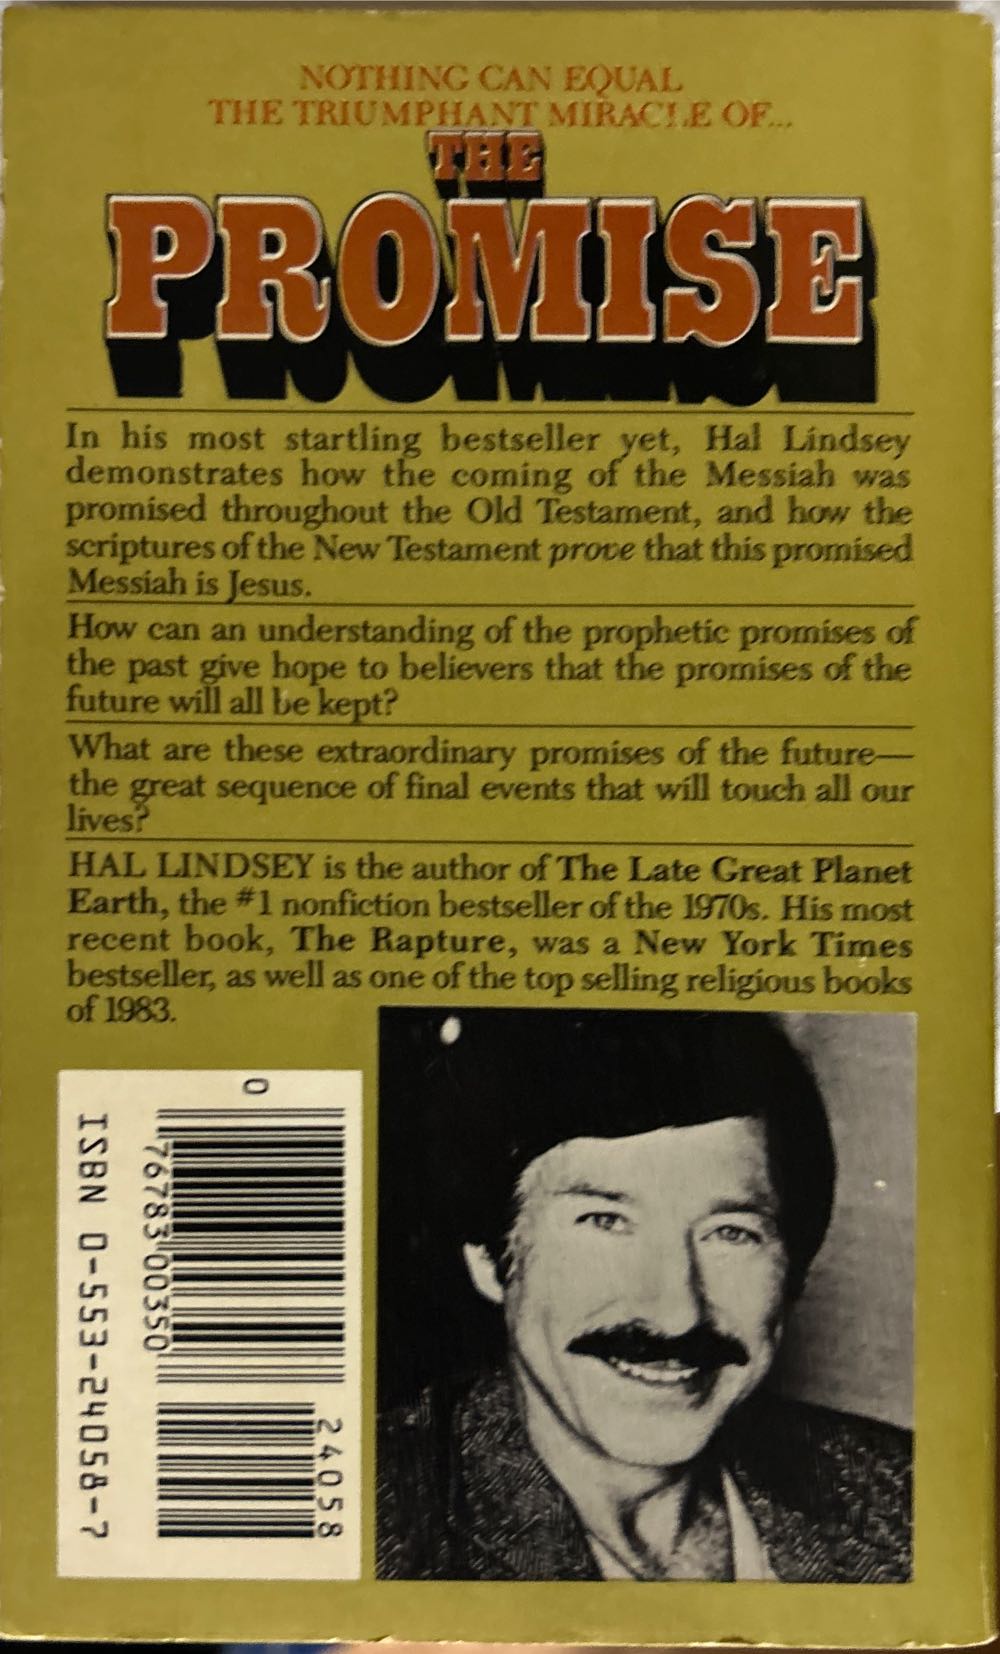 NOTHING CAN EQUAL
THE TRIUMPHANT MIRACLE OF...
THE
PROMISE
In his most startling bestseller yet, Hal Lindsey
demonstrates how the coming of the Messiah was
promised throughout the Old Testament, and how the
scriptures of the New Testament prove that this promised
Messiah is Jesus.
How can an understanding of the prophetic promises of
the past give hope to believers that the promises of the
future will all be kept?
What are these extraordinary promises of the future—
the great sequence of final events that will touch all our
lives?
HAL LINDSEY is the author of The Late Great Planet
Earth, the #1 nonfiction bestseller of the 1970s. His most
recent book, The Rapture, was a New York Times
bestseller, as well as one of the top selling religious books
of 1983.
0
76783 00350
24058
ISBN 0-553-24058-7